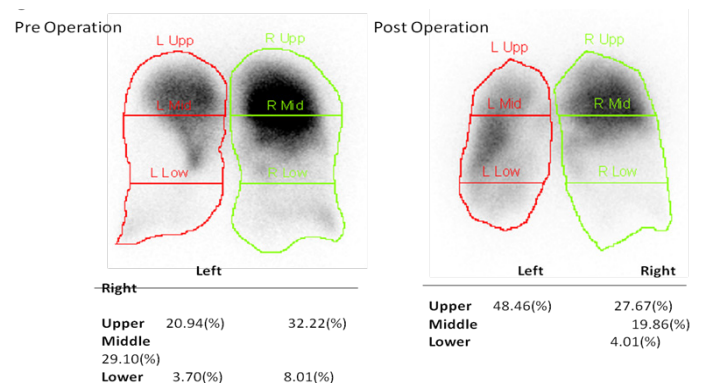 Pre Operation
L Upp
R Upp
L Mid
R Mid
L Low
R Low
Left
Right
Upper 20.94(%) 32.22(%)
Middle
29.10(%)
Lower 3.70(%) 8.01(%)
Post Operation
L Upp
R Upp
L Mid
R Mid
L Low
R Low
Left Right
Upper 48.46(%) 27.67(%)
Middle 19.86(%)
Lower 4.01(%)